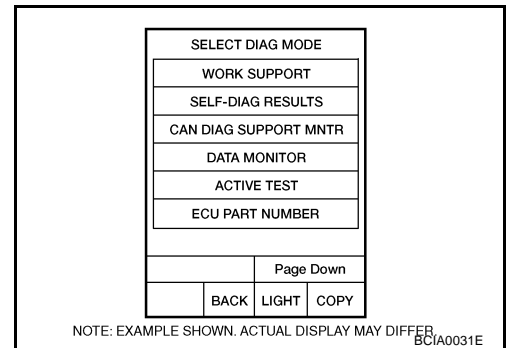 SELECT DIAG MODE
WORK SUPPORT
SELF-DIAG RESULTS
CAN DIAG SUPPORT MNTR
DATA MONITOR
ACTIVE TEST
ECU PART NUMBER
Page Down
BACK LIGHT COPY
NOTE: EXAMPLE SHOWN. ACTUAL DISPLAY MAY DIFFER.
BCIA0031E